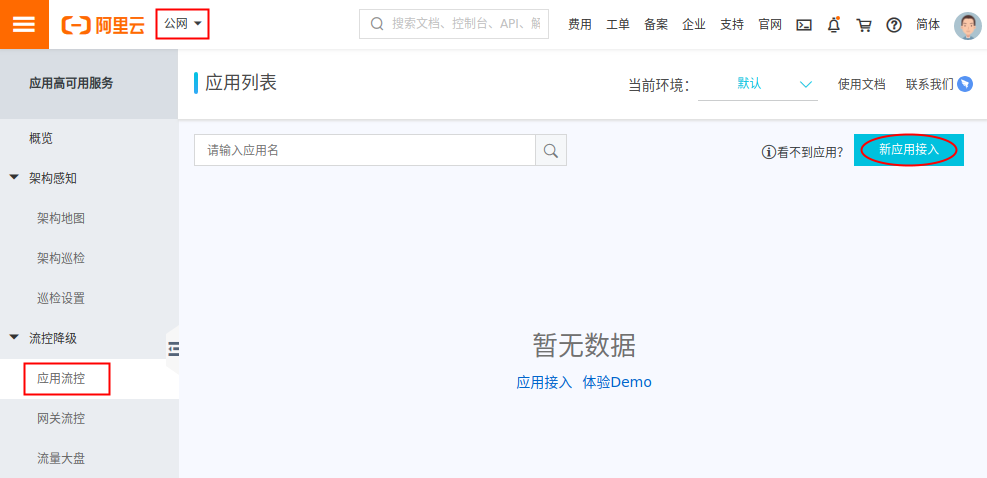 阿里云
公网
搜索文档、控制台、API、解
费用 工单 备案 企业 支持 官网 简体
应用高可用服务
应用列表
当前环境: 默认 使用文档 联系我们
概览
请输入应用名
看不到应用? 新应用接入
架构感知
架构地图
架构巡检
巡检设置
流控降级
应用流控
网关流控
流量大盘
暂无数据
应用接入 体验Demo